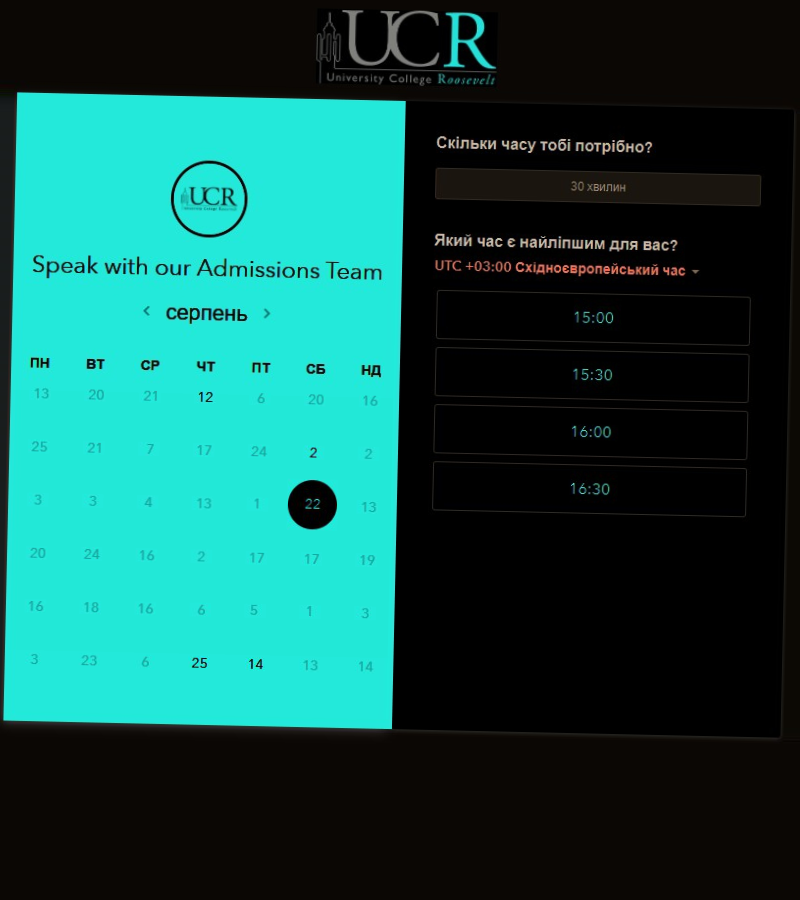 UCR
University College Roosevelt
UCR
University College Roosevelt
Speak with our Admissions Team
серпень
ПН ВТ СР ЧТ ПТ СБ НД
13 20 21 12 6 20 16
25 21 7 17 24 2 2
3 3 4 13 1 22 13
20 24 16 2 17 17 19
16 18 16 6 5 1 3
3 23 6 25 14 13 14
Скільки часу тобі потрібно?
30 хвилин
Який час є найліпшим для вас?
UTC +03:00 Східноєвропейський час
15:00
15:30
16:00
16:30